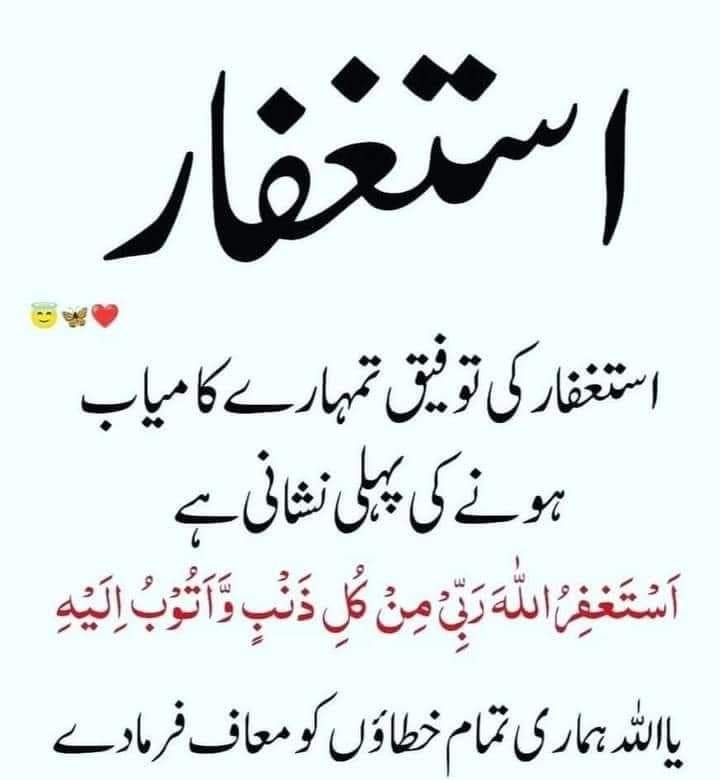 استغفار
😇🦋❤️
استغفار کی توفیق تمہارے کامیاب
ہونے کی پہلی نشانی ہے
اَسْتَغفِرُ اللّٰهَ رَبِّیْ مِنْ کُلِ ذَنْبٍ وَّاَتُوْبُ اِلَیْهِ
یااللہ ہماری تمام خطاؤں کو معاف فرمادے